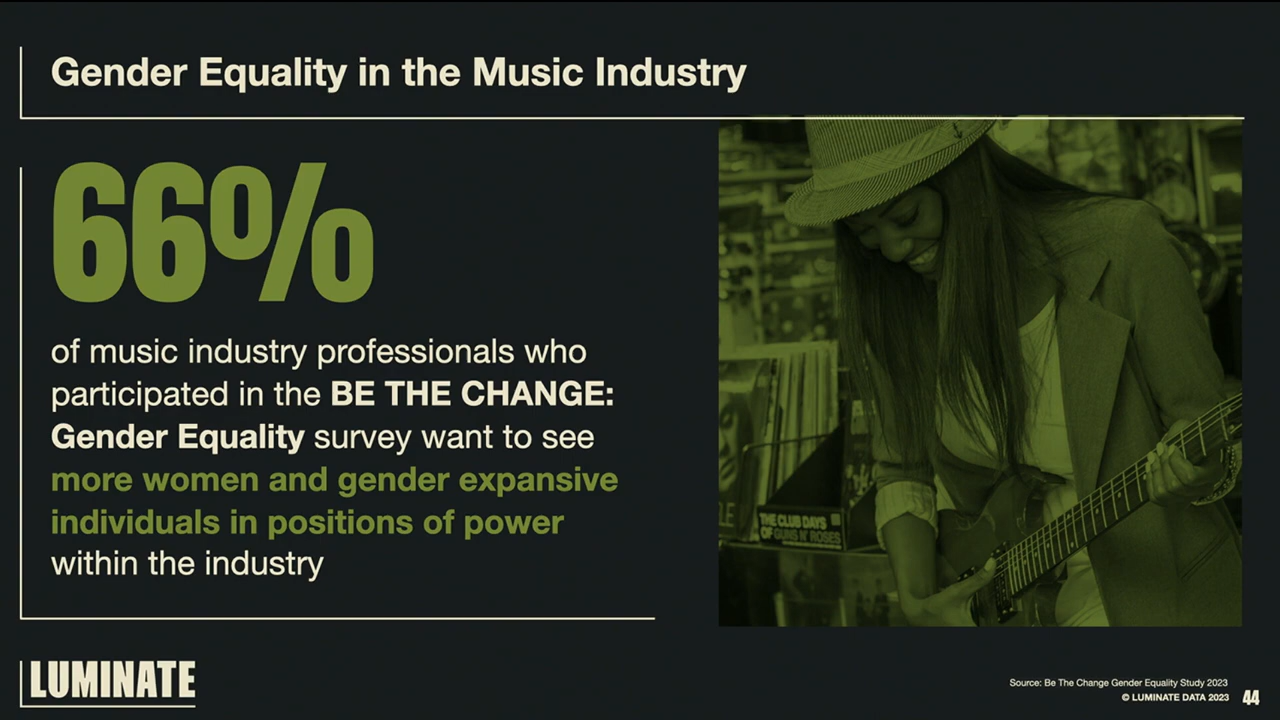 Gender Equality in the Music Industry
66%
of music industry professionals who
participated in the BE THE CHANGE:
Gender Equality survey want to see
more women and gender expansive
individuals in positions of power
within the industry
THE CLUB DAYS
OF GUNS N' ROSES
LUMINATE
Source: Be The Change Gender Equality Study 2023
© LUMINATE DATA 2023 44